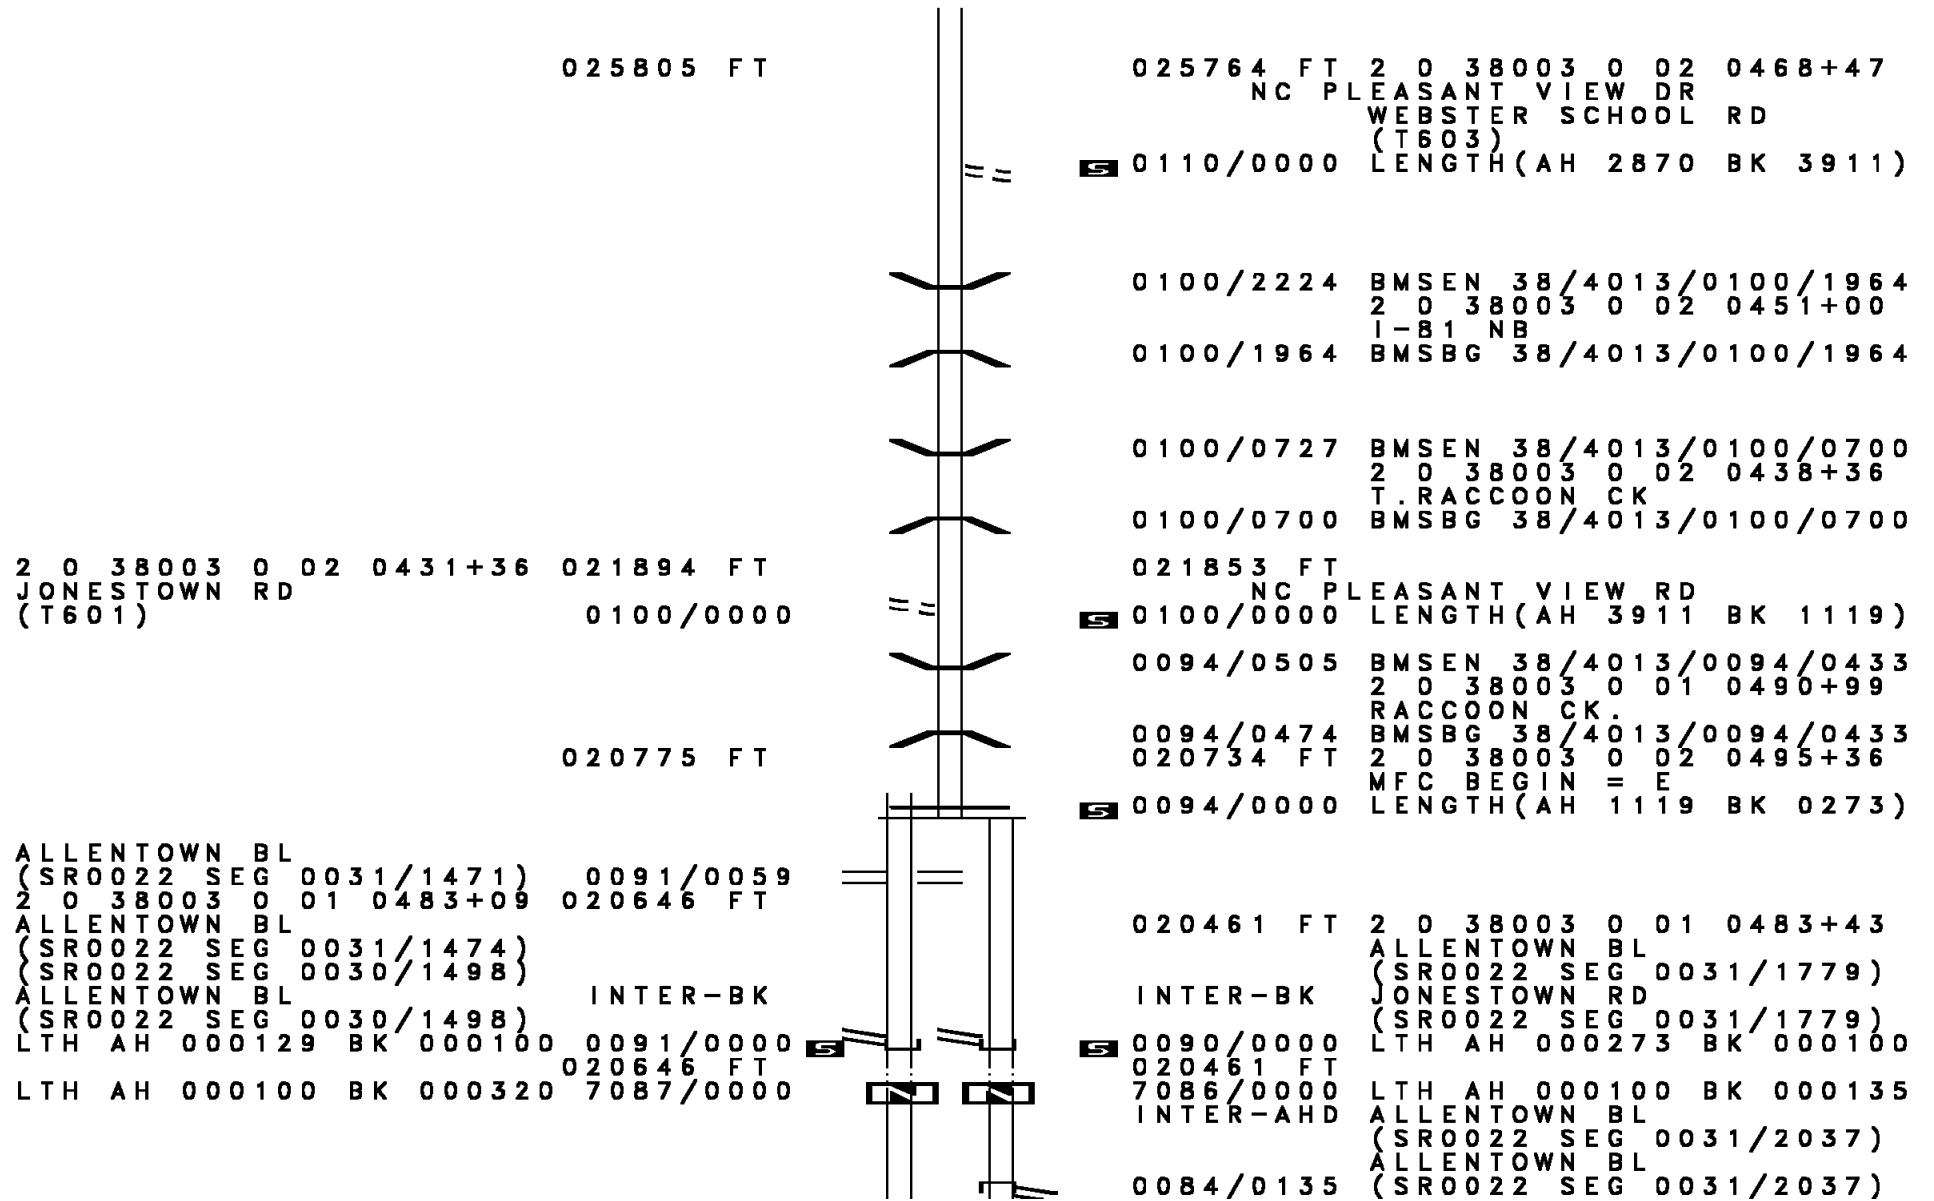 025805 FT 025764 FT 2 0 38003 0 02 0468+47
NC PLEASANT VIEW DR
WEBSTER SCHOOL RD
(T603)
S 0110/0000 LENGTH(AH 2870 BK 3911)
0100/2224 BMSEN 38/4013/0100/1964
2 0 38003 0 02 0451+00
I-81 NB
0100/1964 BMSBG 38/4013/0100/1964
0100/0727 BMSEN 38/4013/0100/0700
2 0 38003 0 02 0438+36
T.RACCOON CK
0100/0700 BMSBG 38/4013/0100/0700
2 0 38003 0 02 0431+36 021894 FT 021853 FT
JONESTOWN RD NC PLEASANT VIEW RD
(T601) 0100/0000 S 0100/0000 LENGTH(AH 3911 BK 1119)
0094/0505 BMSEN 38/4013/0094/0433
2 0 38003 0 01 0490+99
RACCOON CK.
0094/0474 BMSBG 38/4013/0094/0433
020775 FT 020734 FT 2 0 38003 0 02 0495+36
MFC BEGIN = E
S 0094/0000 LENGTH(AH 1119 BK 0273)
ALLENTOWN BL
(SR0022 SEG 0031/1471) 0091/0059
2 0 38003 0 01 0483+09 020646 FT
ALLENTOWN BL 020461 FT 2 0 38003 0 01 0483+43
(SR0022 SEG 0031/1474) ALLENTOWN BL
(SR0022 SEG 0030/1498) (SR0022 SEG 0031/1779)
ALLENTOWN BL INTER-BK INTER-BK JONESTOWN RD
(SR0022 SEG 0030/1498) (SR0022 SEG 0031/1779)
LTH AH 000129 BK 000100 0091/0000 S S 0090/0000 LTH AH 000273 BK 000100
020646 FT 020461 FT
LTH AH 000100 BK 000320 7087/0000 7086/0000 LTH AH 000100 BK 000135
INTER-AHD ALLENTOWN BL
(SR0022 SEG 0031/2037)
ALLENTOWN BL
0084/0135 (SR0022 SEG 0031/2037)